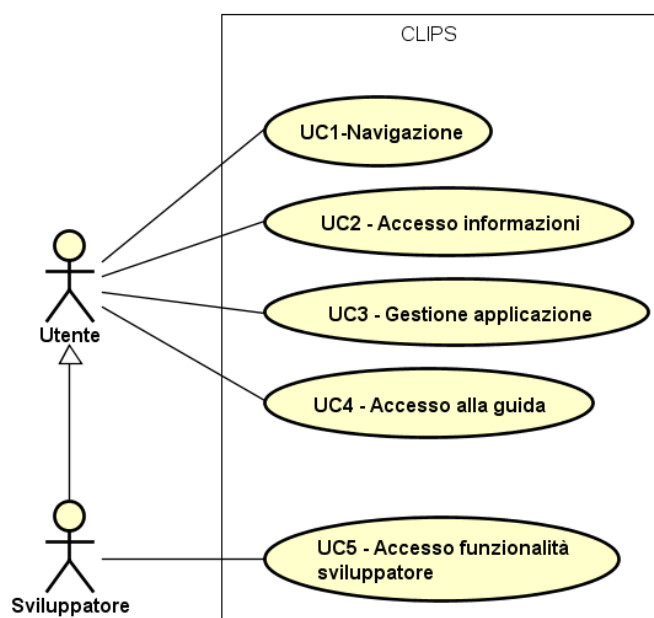 CLIPS
UC1-Navigazione
UC2 - Accesso informazioni
UC3 - Gestione applicazione
Utente
UC4 - Accesso alla guida
UC5 - Accesso funzionalità
sviluppatore
Sviluppatore